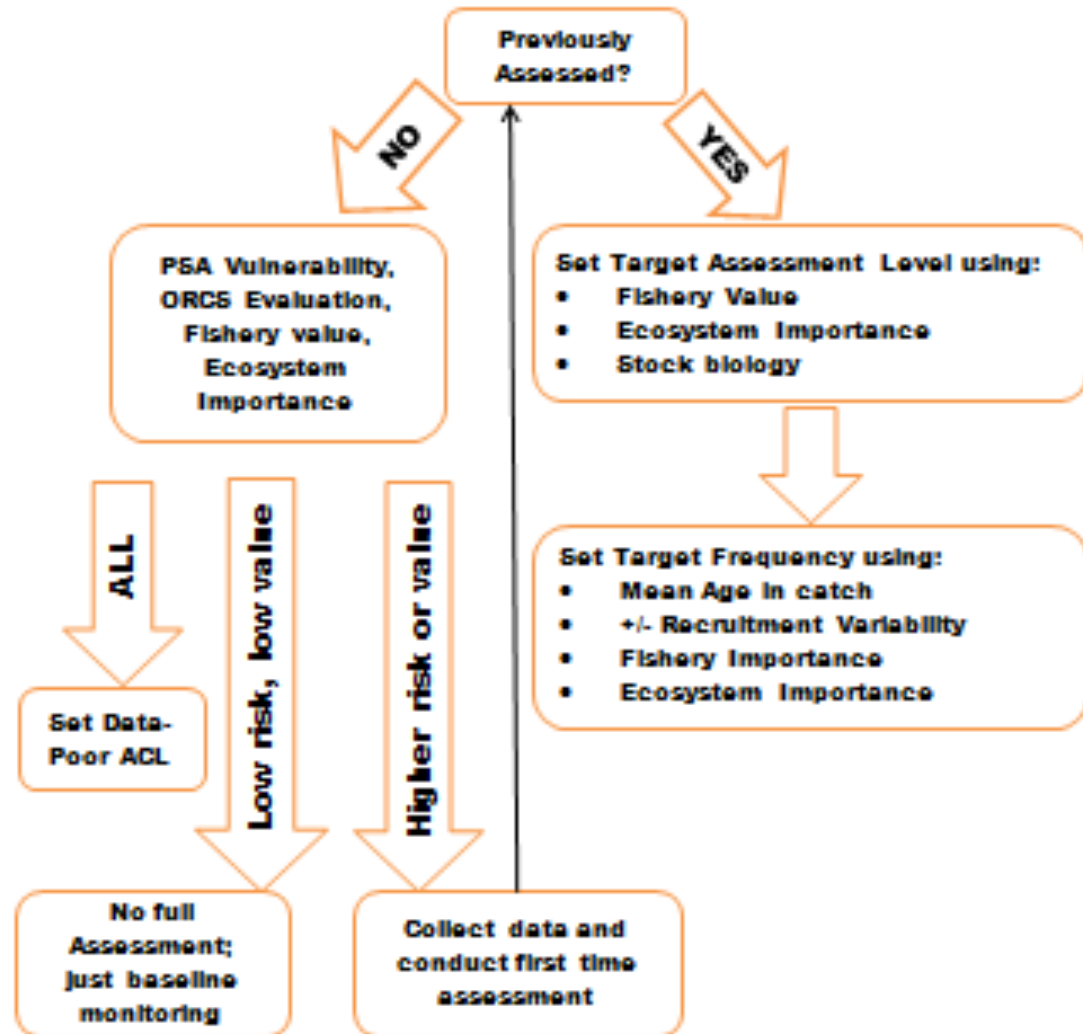 Previously
Assessed?
NO
YES
PSA Vulnerability,
ORCS Evaluation,
Fishery value,
Ecosystem
Importance
Set Target Assessment Level using:
• Fishery Value
• Ecosystem Importance
• Stock biology
ALL
Low risk, low value
Higher risk or value
Set Target Frequency using:
• Mean Age in catch
• +/- Recruitment Variability
• Fishery Importance
• Ecosystem Importance
Set Data-
Poor ACL
No full
Assessment;
just baseline
monitoring
Collect data and
conduct first time
assessment